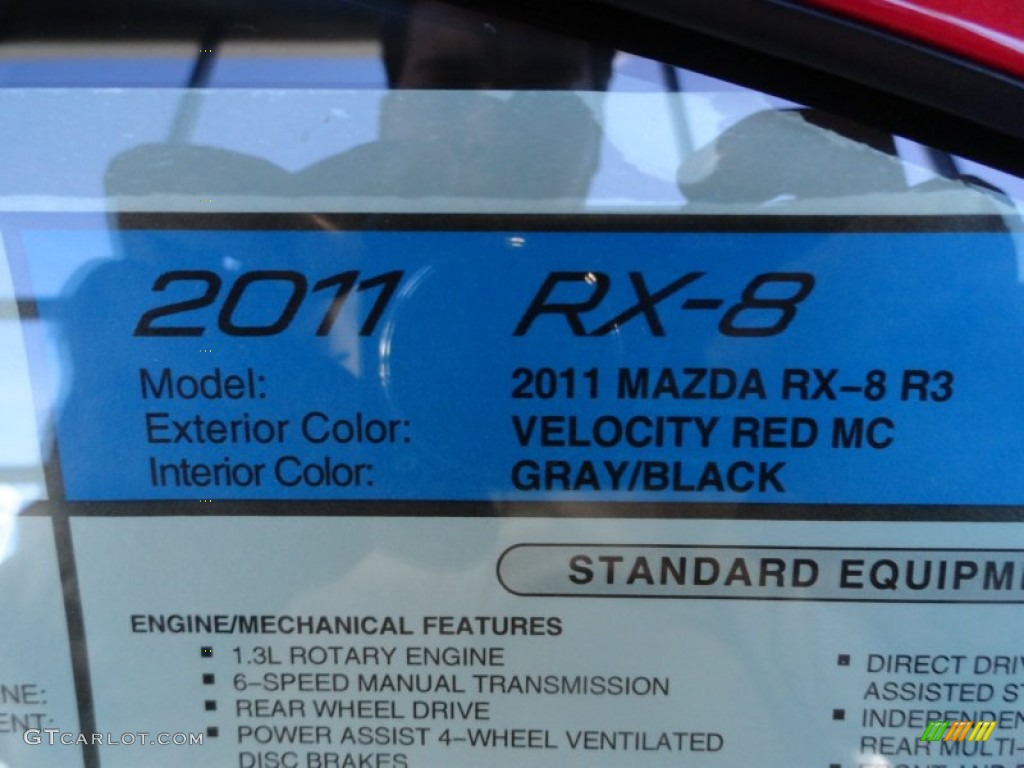 2011 RX-8
Model: 2011 MAZDA RX-8 R3
Exterior Color: VELOCITY RED MC
Interior Color: GRAY/BLACK
STANDARD EQUIPM
ENGINE/MECHANICAL FEATURES
▪ 1.3L ROTARY ENGINE
▪ 6-SPEED MANUAL TRANSMISSION
▪ REAR WHEEL DRIVE
▪ POWER ASSIST 4-WHEEL VENTILATED
DISC BRAKES
▪ DIRECT DRIV
ASSISTED ST
▪ INDEPENDEN
REAR MULTI-
NE:
ENT:
GTCARLOT.COM